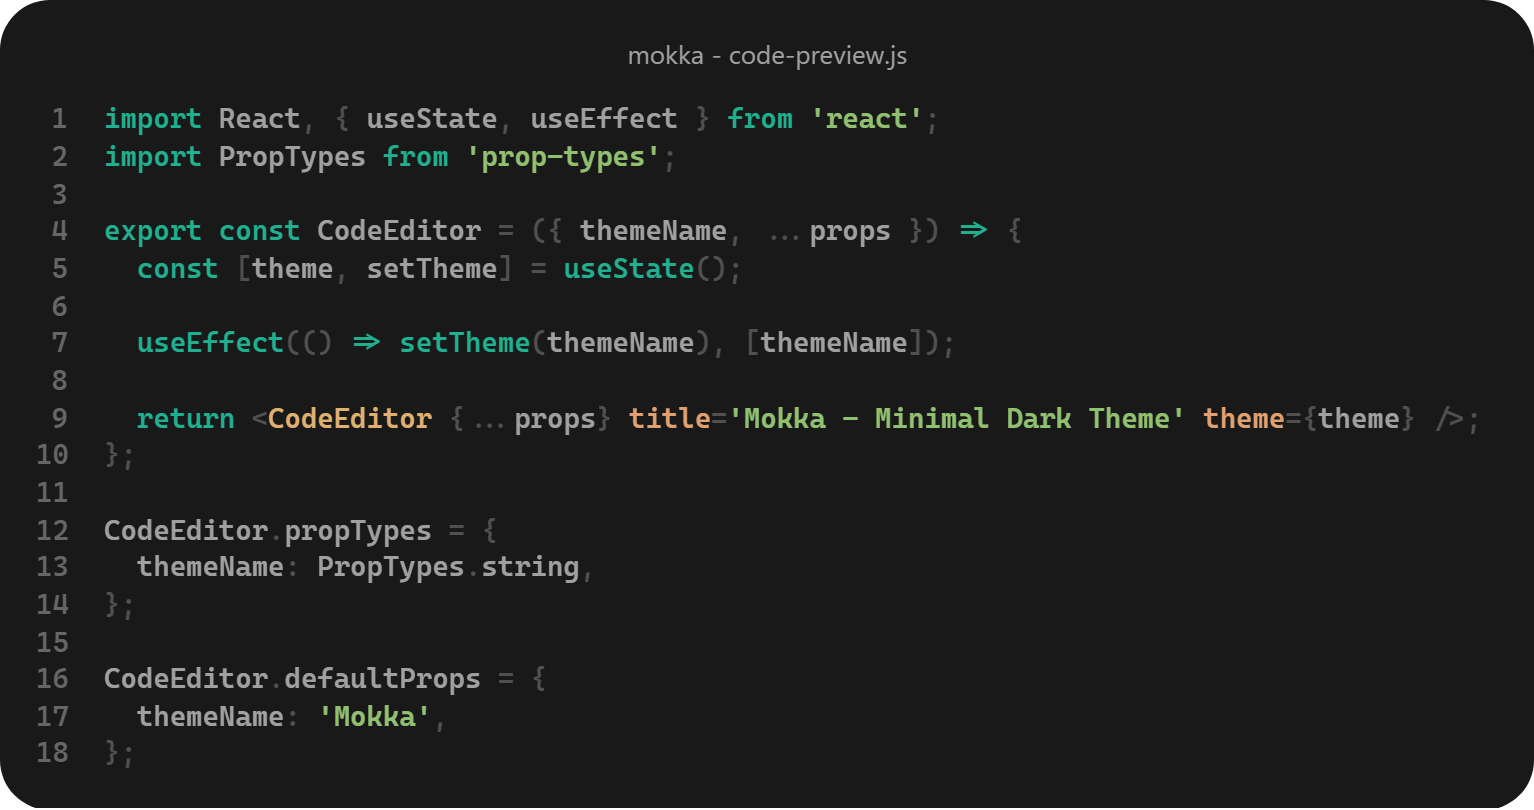 mokka - code-preview.js
1 import React, { useState, useEffect } from 'react';
2 import PropTypes from 'prop-types';
3
4 export const CodeEditor = ({ themeName, ...props }) => {
5   const [theme, setTheme] = useState();
6
7   useEffect(() => setTheme(themeName), [themeName]);
8
9   return <CodeEditor {...props} title='Mokka - Minimal Dark Theme' theme={theme} />;
10 };
11
12 CodeEditor.propTypes = {
13   themeName: PropTypes.string,
14 };
15
16 CodeEditor.defaultProps = {
17   themeName: 'Mokka',
18 };